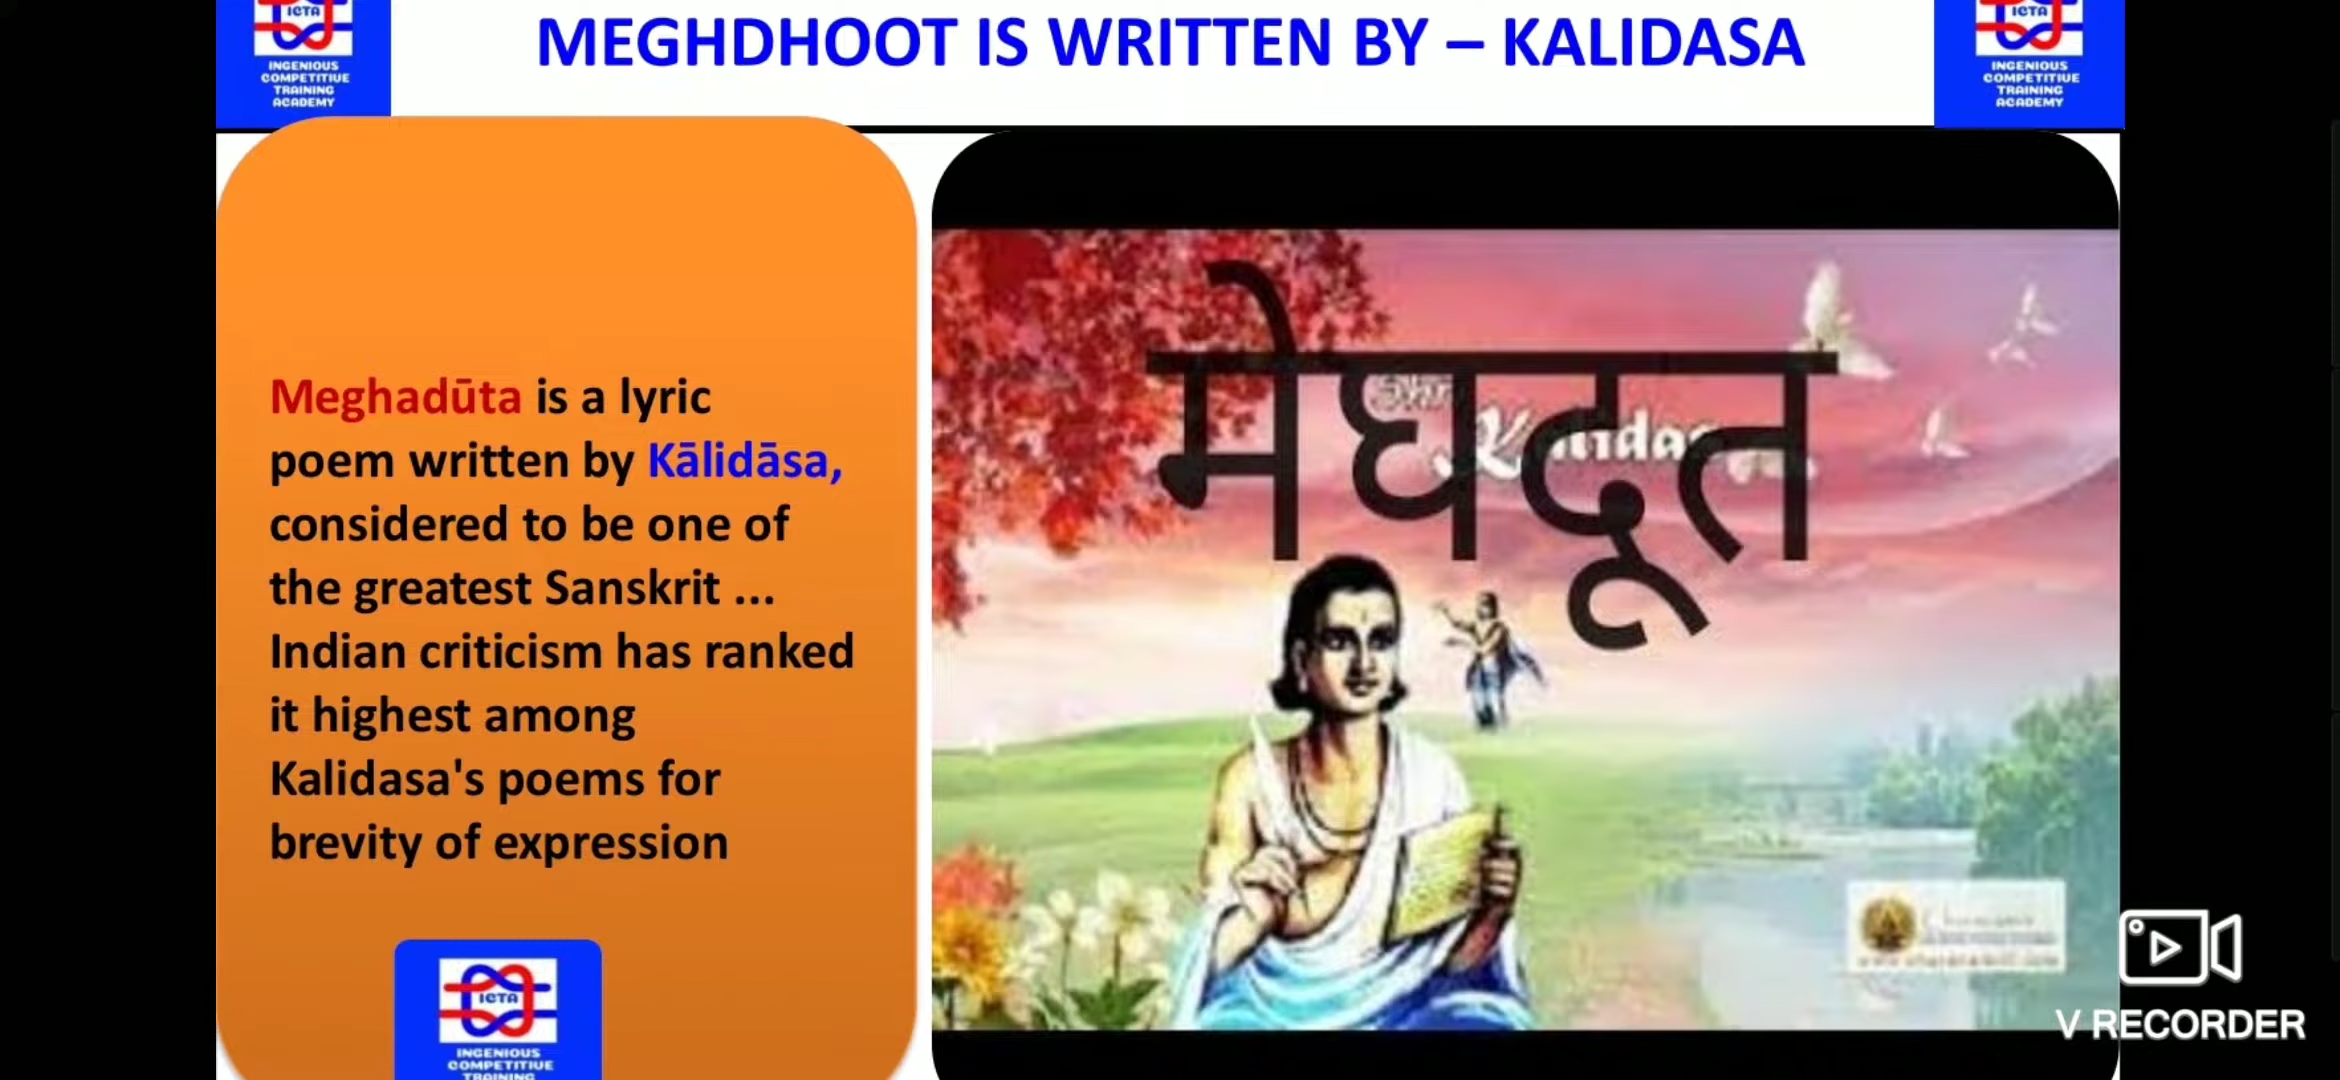 ICTA
INGENIOUS
COMPETITIVE
TRAINING
ACADEMY
MEGHDHOOT IS WRITTEN BY – KALIDASA
ICTA
INGENIOUS
COMPETITIVE
TRAINING
ACADEMY
Meghadūta is a lyric
poem written by Kālidāsa,
considered to be one of
the greatest Sanskrit ...
Indian criticism has ranked
it highest among
Kalidasa's poems for
brevity of expression
ICTA
INGENIOUS
COMPETITIVE
TRAINING
मेघदूत
Shri
V RECORDER